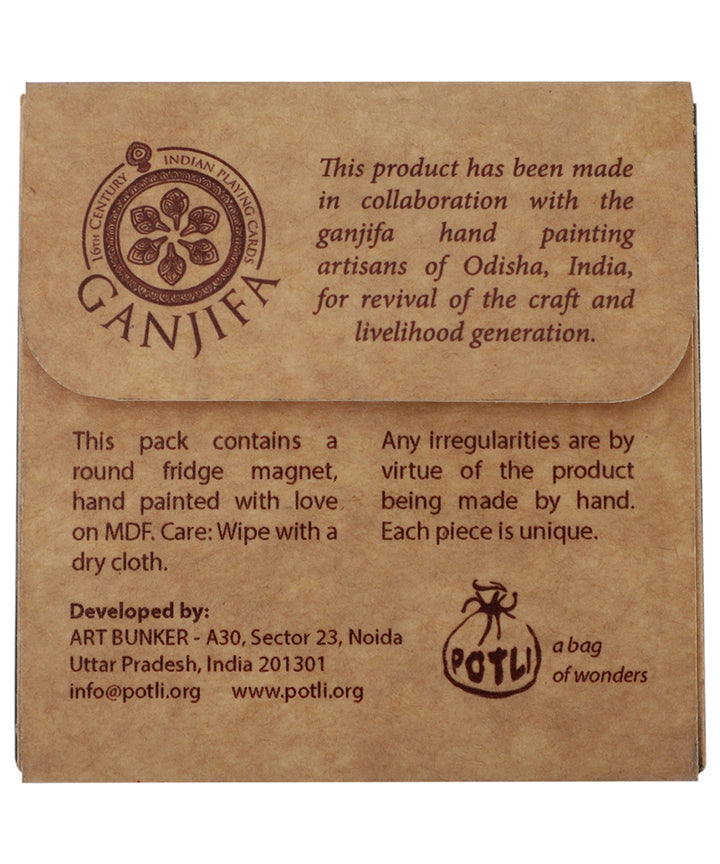 16TH CENTURY INDIAN PLAYING CARDS
GANJIFA
This product has been made
in collaboration with the
ganjifa hand painting
artisans of Odisha, India,
for revival of the craft and
livelihood generation.
This pack contains a
round fridge magnet,
hand painted with love
on MDF. Care: Wipe with a
dry cloth.
Any irregularities are by
virtue of the product
being made by hand.
Each piece is unique.
Developed by:
ART BUNKER - A30, Sector 23, Noida
Uttar Pradesh, India 201301
info@potli.org www.potli.org
POTLI
a bag
of wonders